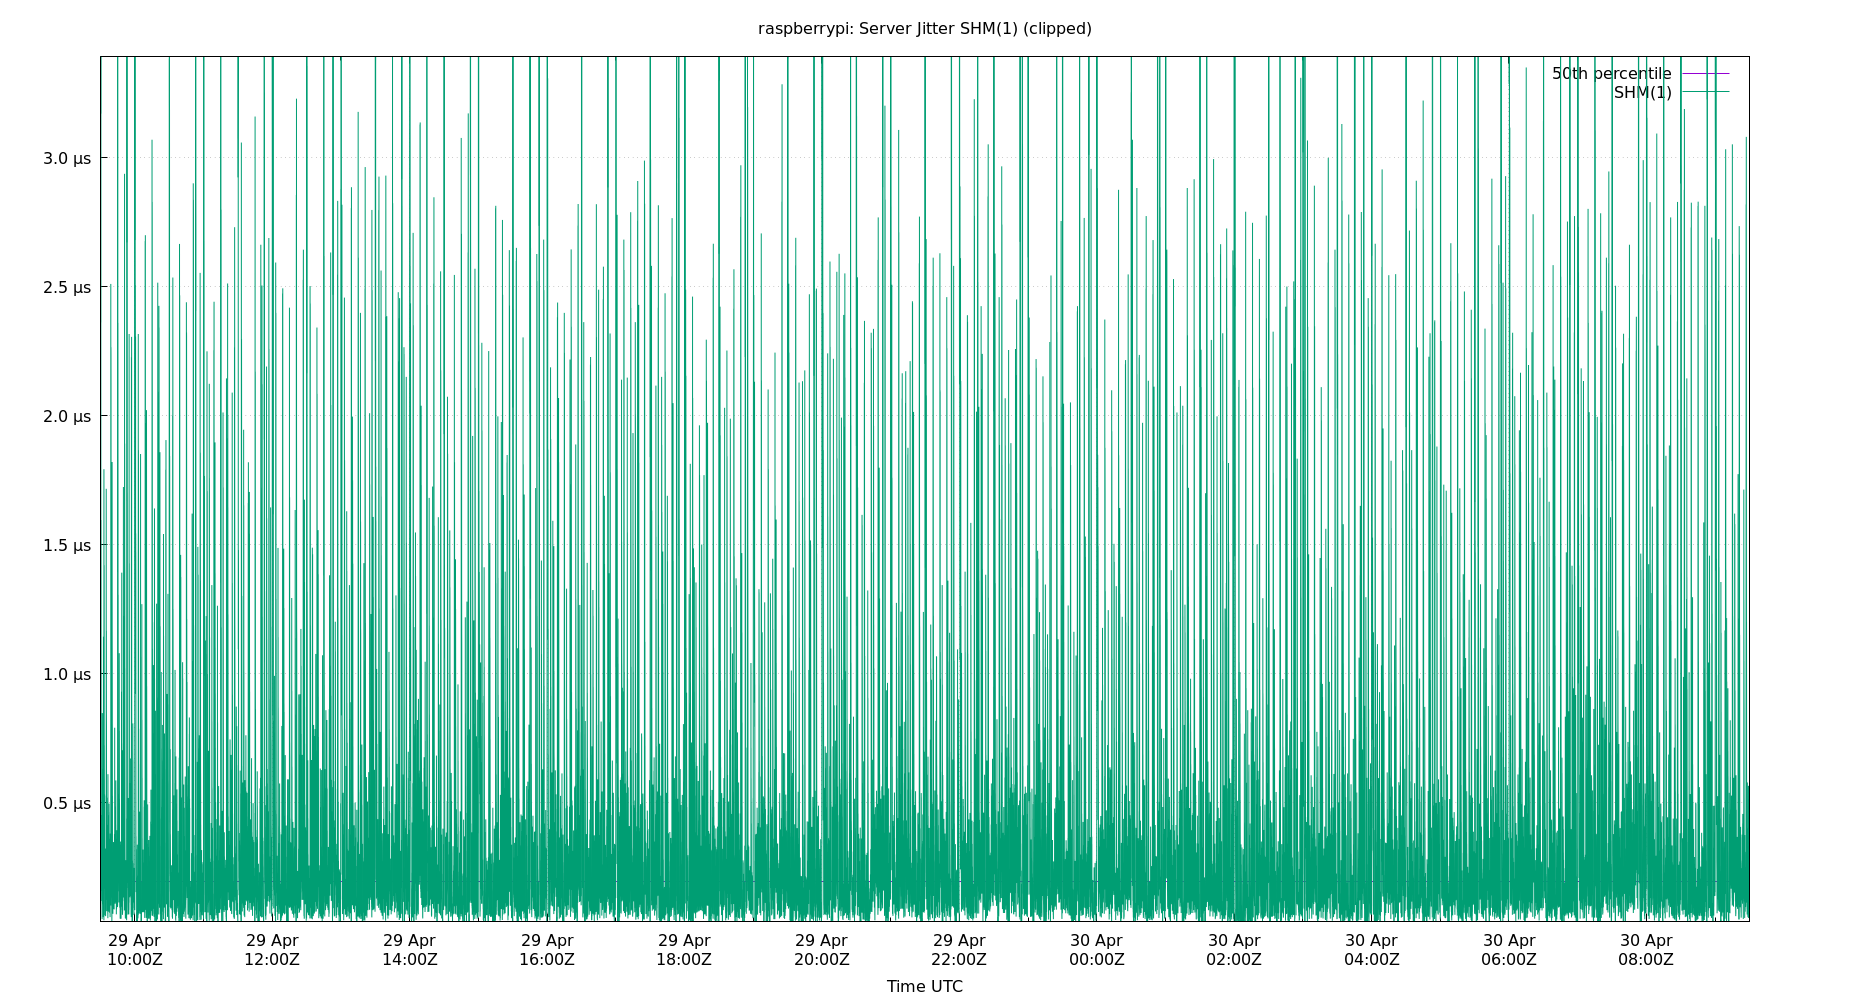 raspberrypi: Server Jitter SHM(1) (clipped)
50th percentile
SHM(1)
3.0 µs
2.5 µs
2.0 µs
1.5 µs
1.0 µs
0.5 µs
29 Apr 29 Apr 29 Apr 29 Apr 29 Apr 29 Apr 29 Apr 30 Apr 30 Apr 30 Apr 30 Apr 30 Apr
10:00Z 12:00Z 14:00Z 16:00Z 18:00Z 20:00Z 22:00Z 00:00Z 02:00Z 04:00Z 06:00Z 08:00Z
Time UTC